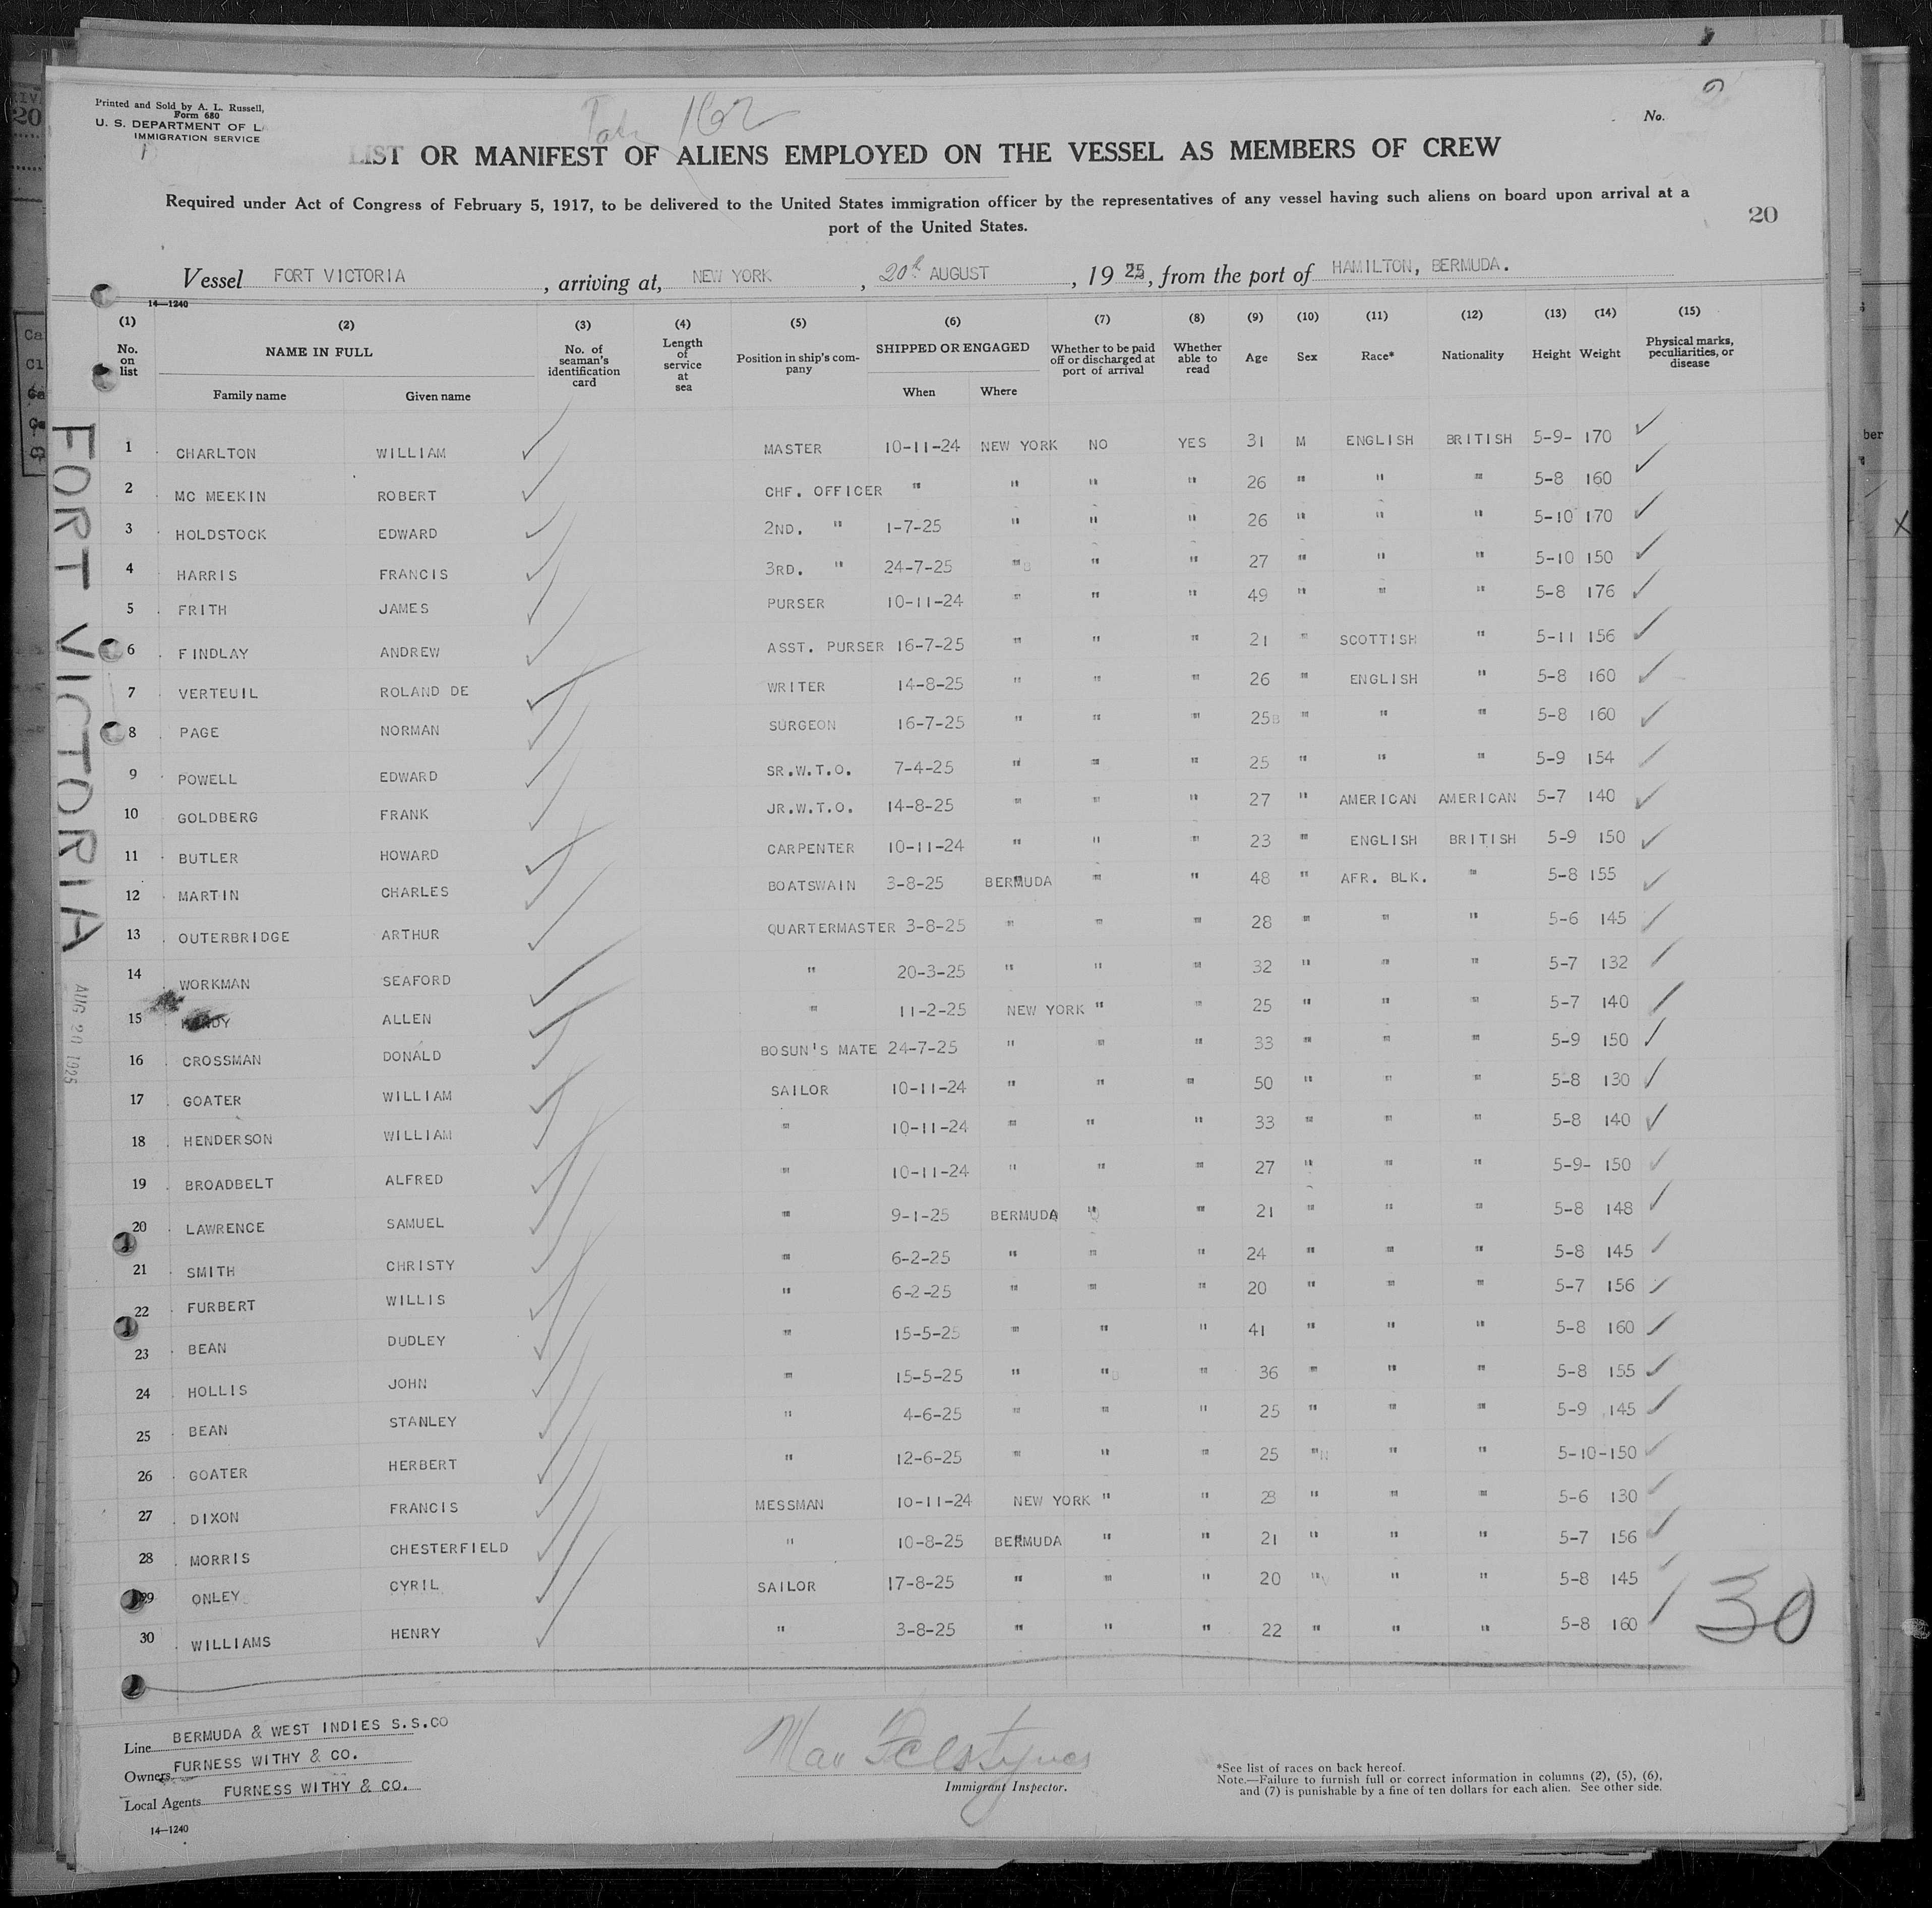 Printed and Sold by A. L. Russell,
Form 680
U. S. DEPARTMENT OF
IMMIGRATION SERVICE
162
No.
LIST OR MANIFEST OF ALIENS EMPLOYED ON THE VESSEL AS MEMBERS OF CREW
Required under Act of Congress of February 5, 1917, to be delivered to the United States immigration officer by the representatives of any vessel having such aliens on board upon arrival at a
port of the United States.
20
Vessel FORT VICTORIA, arriving at, NEW YORK, 20th AUGUST, 1925, from the port of HAMILTON, BERMUDA.
14—1240
(1) (2) (3) (4) (5) (6) (7) (8) (9) (10) (11) (12) (13) (14) (15)
No. on list NAME IN FULL Family name Given name No. of seaman's identification card Length of service at sea Position in ship's company SHIPPED OR ENGAGED When Where Whether to be paid off or discharged at port of arrival Whether able to read Age Sex Race* Nationality Height Weight Physical marks, peculiarities, or disease
1 CHARLTON WILLIAM MASTER 10-11-24 NEW YORK NO YES 31 M ENGLISH BRITISH 5-9- 170
2 MC MEEKIN ROBERT CHF. OFFICER " " " " 26 " " " 5-8 160
3 HOLDSTOCK EDWARD 2ND. " 1-7-25 " " " 26 " " " 5-10 170
4 HARRIS FRANCIS 3RD. " 24-7-25 " " " 27 " " " 5-10 150
5 FRITH JAMES PURSER 10-11-24 " " " 49 " " " 5-8 176
6 FINDLAY ANDREW ASST. PURSER 16-7-25 " " " 21 " SCOTTISH " 5-11 156
7 VERTEUIL ROLAND DE WRITER 14-8-25 " " " 26 " ENGLISH " 5-8 160
8 PAGE NORMAN SURGEON 16-7-25 " " " 25 " " " 5-8 160
9 POWELL EDWARD SR.W.T.O. 7-4-25 " " " 25 " " " 5-9 154
10 GOLDBERG FRANK JR.W.T.O. 14-8-25 " " " 27 " AMERICAN AMERICAN 5-7 140
11 BUTLER HOWARD CARPENTER 10-11-24 " " " 23 " ENGLISH BRITISH 5-9 150
12 MARTIN CHARLES BOATSWAIN 3-8-25 BERMUDA " " 48 " AFR. BLK. " 5-8 155
13 OUTERBRIDGE ARTHUR QUARTERMASTER 3-8-25 " " " 28 " " " 5-6 145
14 WORKMAN SEAFORD " 20-3-25 " " " 32 " " " 5-7 132
15 ALLEN " 11-2-25 NEW YORK " " 25 " " " 5-7 140
16 CROSSMAN DONALD BOSUN'S MATE 24-7-25 " " " 33 " " " 5-9 150
17 GOATER WILLIAM SAILOR 10-11-24 " " " 50 " " " 5-8 130
18 HENDERSON WILLIAM " 10-11-24 " " " 33 " " " 5-8 140
19 BROADBELT ALFRED " 10-11-24 " " " 27 " " " 5-9- 150
20 LAWRENCE SAMUEL " 9-1-25 BERMUDA " " 21 " " " 5-8 148
21 SMITH CHRISTY " 6-2-25 " " " 24 " " " 5-8 145
22 FURBERT WILLIS " 6-2-25 " " " 20 " " " 5-7 156
23 BEAN DUDLEY " 15-5-25 " " " 41 " " " 5-8 160
24 HOLLIS JOHN " 15-5-25 " " " 36 " " " 5-8 155
25 BEAN STANLEY " 4-6-25 " " " 25 " " " 5-9 145
26 GOATER HERBERT " 12-6-25 " " " 25 " " " 5-10-150
27 DIXON FRANCIS MESSMAN 10-11-24 NEW YORK " " 28 " " " 5-6 130
28 MORRIS CHESTERFIELD " 10-8-25 BERMUDA " " 21 " " " 5-7 156
29 ONLEY CYRIL SAILOR 17-8-25 " " " 20 " " " 5-8 145
30 WILLIAMS HENRY " 3-8-25 " " " 22 " " " 5-8 160
30
FORT VICTORIA
AUG 20 1925
Line BERMUDA & WEST INDIES S.S.CO
Owners FURNESS WITHY & CO.
Local Agents FURNESS WITHY & CO.
14—1240
Immigrant Inspector.
*See list of races on back hereof.
Note.—Failure to furnish full or correct information in columns (2), (5), (6),
and (7) is punishable by a fine of ten dollars for each alien. See other side.